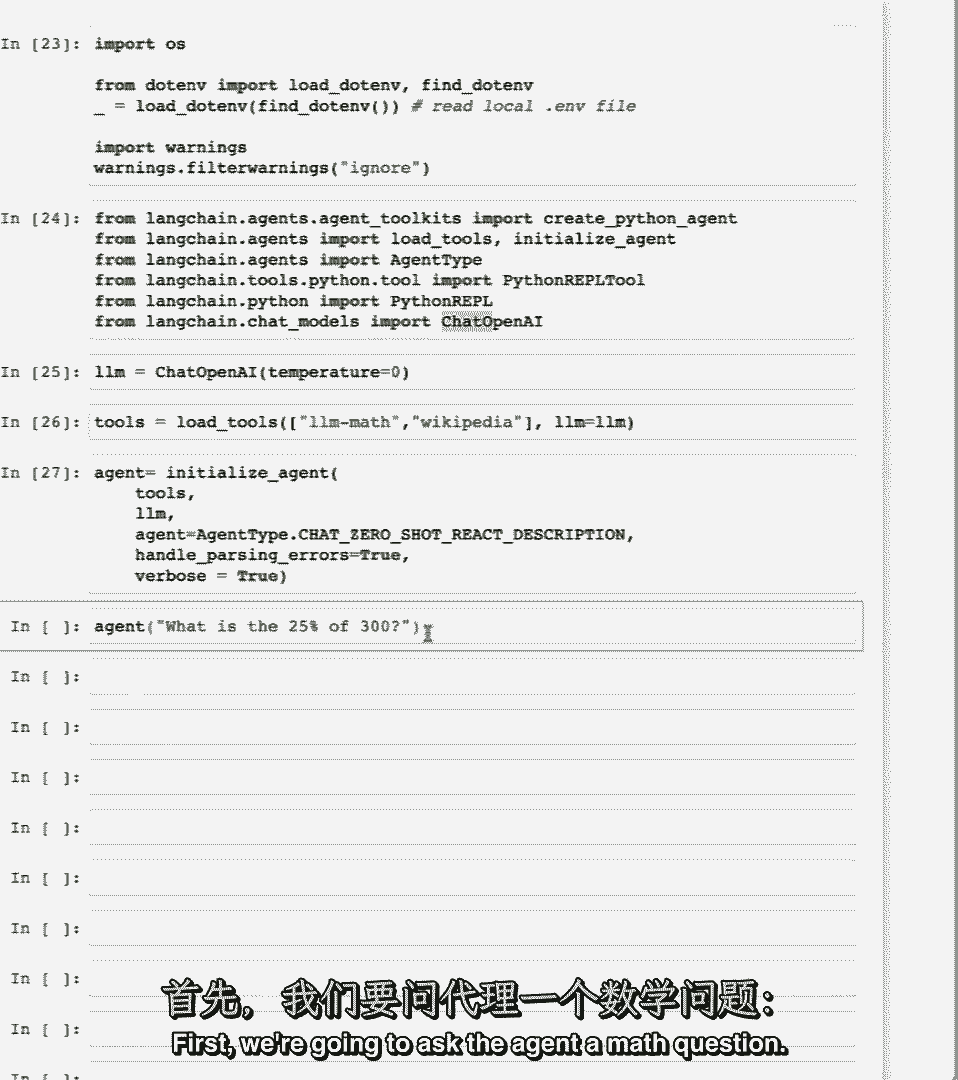 In [23]: import os
from dotenv import load_dotenv, find_dotenv
_ = load_dotenv(find_dotenv()) # read local .env file
import warnings
warnings.filterwarnings("ignore")
In [24]: from langchain.agents.agent_toolkits import create_python_agent
from langchain.agents import load_tools, initialize_agent
from langchain.agents import AgentType
from langchain.tools.python.tool import PythonREPLTool
from langchain.python import PythonREPL
from langchain.chat_models import ChatOpenAI
In [25]: llm = ChatOpenAI(temperature=0)
In [26]: tools = load_tools(["llm-math","wikipedia"], llm=llm)
In [27]: agent= initialize_agent(
tools,
llm,
agent=AgentType.CHAT_ZERO_SHOT_REACT_DESCRIPTION,
handle_parsing_errors=True,
verbose = True)
In [ ]: agent("What is the 25% of 300?")
In [ ]:
In [ ]:
In [ ]:
In [ ]:
In [ ]:
In [ ]:
In [ ]:
首先，我们要问代理一个数学问题：
In [ ]:
First, we're going to ask the agent a math question.
In [ ]: